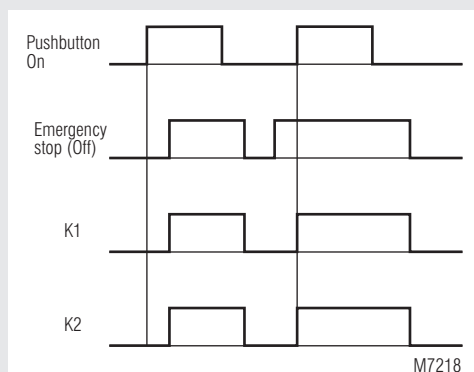 Pushbutton
On
Emergency
stop (Off)
K1
K2
M7218